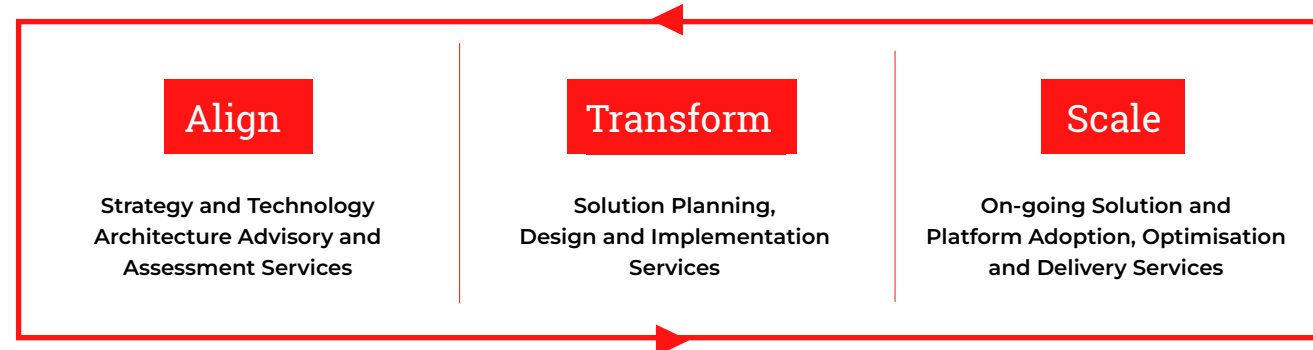 Align
Strategy and Technology
Architecture Advisory and
Assessment Services
Transform
Solution Planning,
Design and Implementation
Services
Scale
On-going Solution and
Platform Adoption, Optimisation
and Delivery Services